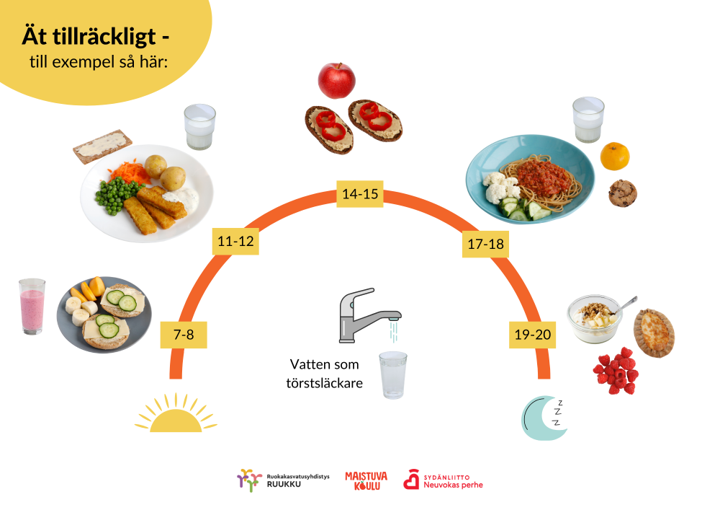 Ät tillräckligt -
till exempel så här:
14-15
11-12
17-18
7-8
19-20
Vatten som
törstsläckare
z
z
z
Ruokakasvatusyhdistys
RUUKKU
MAISTUVA
KOULU
SYDÄNLIITTO
Neuvokas perhe